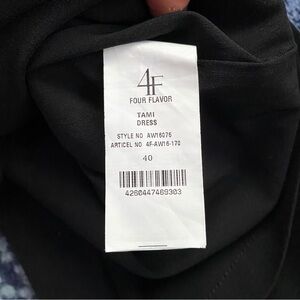 4F
FOUR FLAVOR
TAMI
DRESS
STYLE NO AW16076
ARTICEL NO. 4F-AW16-170
40
4260447469303